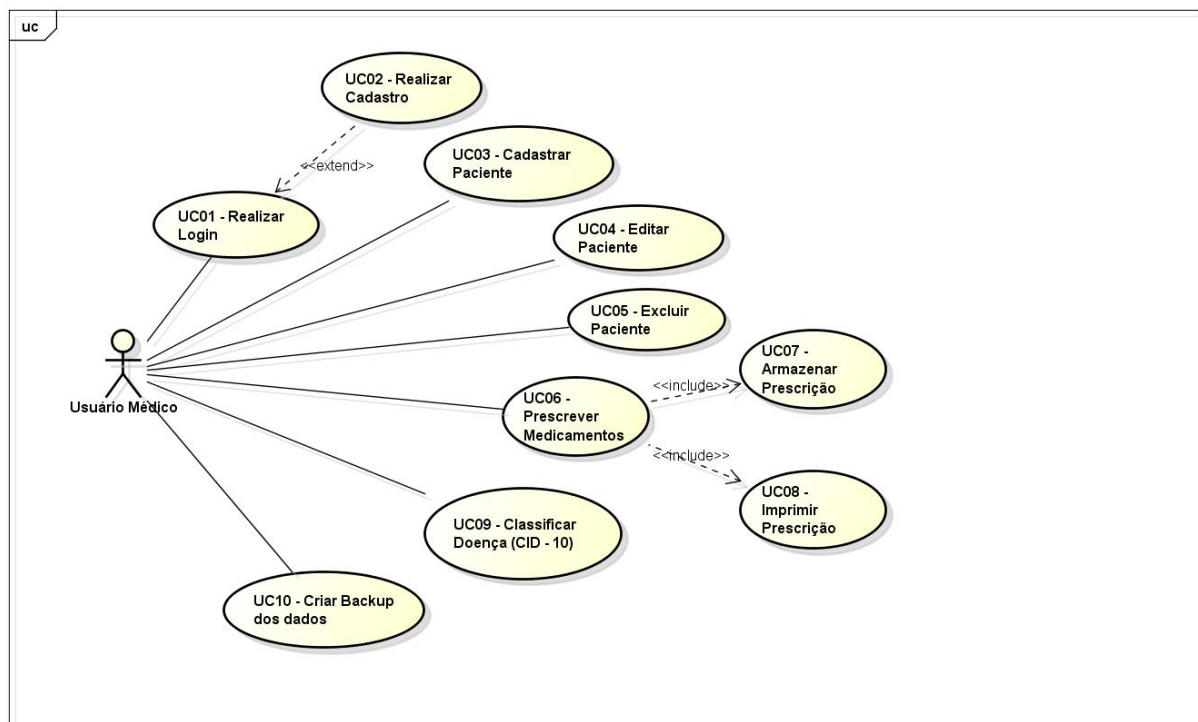 uc
UC02 - Realizar
Cadastro
<<extend>>
UC03 - Cadastrar
Paciente
UC01 - Realizar
Login
UC04 - Editar
Paciente
UC05 - Excluir
Paciente
Usuário Médico
UC06 -
Prescrever
Medicamentos
<<include>>
UC07 -
Armazenar
Prescrição
<<include>>
UC08 -
Imprimir
Prescrição
UC09 - Classificar
Doença (CID - 10)
UC10 - Criar Backup
dos dados